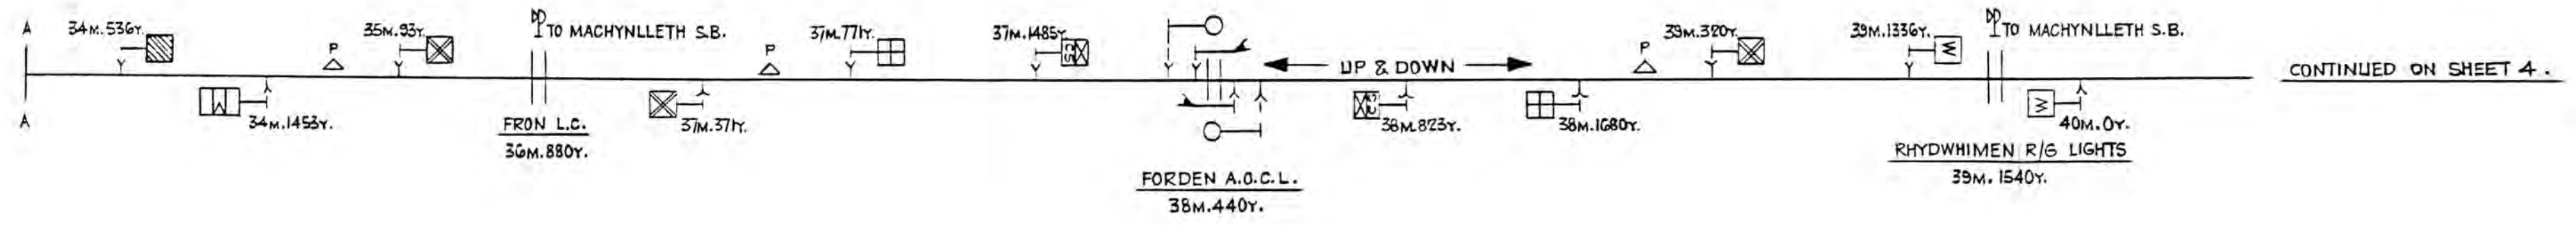 A
A
34M.536Y.
34M.1453Y.
P
35M.93Y.
TO MACHYNLLETH S.B.
FRON L.C.
36M.880Y.
37M.371Y.
P
37M.771Y.
37M.1485Y.
FORDEN A.O.C.L.
38M.440Y.
UP & DOWN
38M.823Y.
38M.1680Y.
P
39M.320Y.
39M.1336Y.
W
TO MACHYNLLETH S.B.
W
40M.0Y.
RHYDWHIMEN R/G LIGHTS
39M.1540Y.
CONTINUED ON SHEET 4.